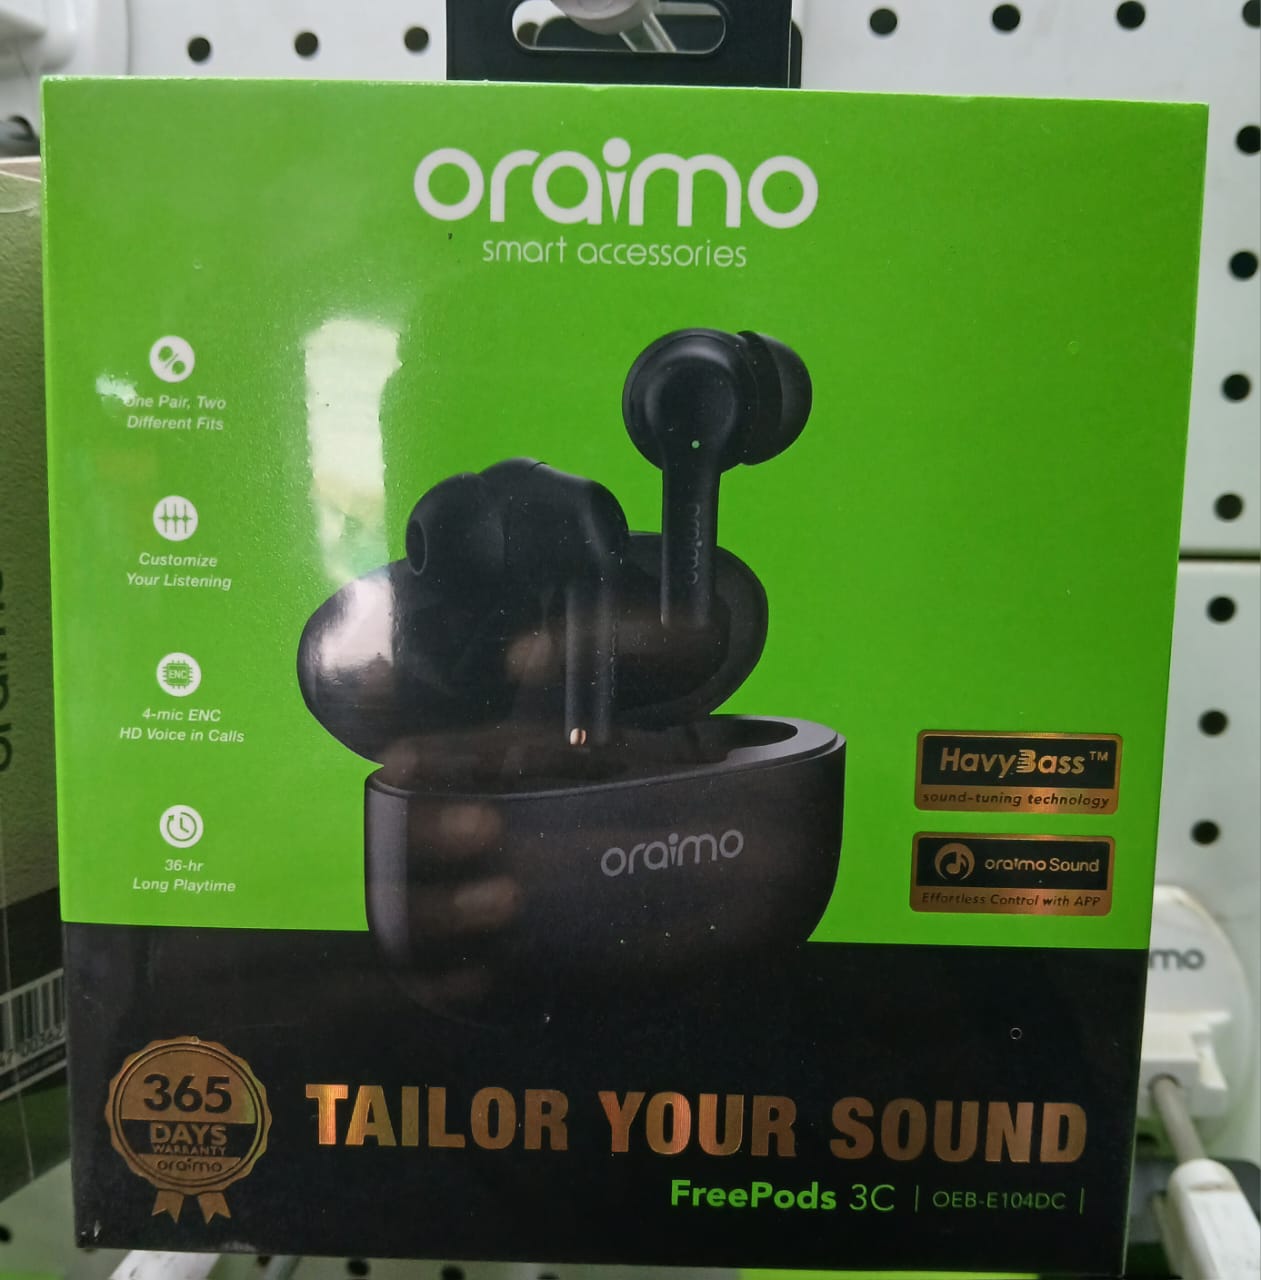 oraimo
smart accessories
One Pair, Two
Different Fits
Customize
Your Listening
ENC
4-mic ENC
HD Voice in Calls
36-hr
Long Playtime
oraimo
oraimo
HavyBass™
sound-tuning technology
oraimo Sound
Effortless Control with APP
365
DAYS
WARRANTY
oraimo
TAILOR YOUR SOUND
FreePods 3C | OEB-E104DC |
mo